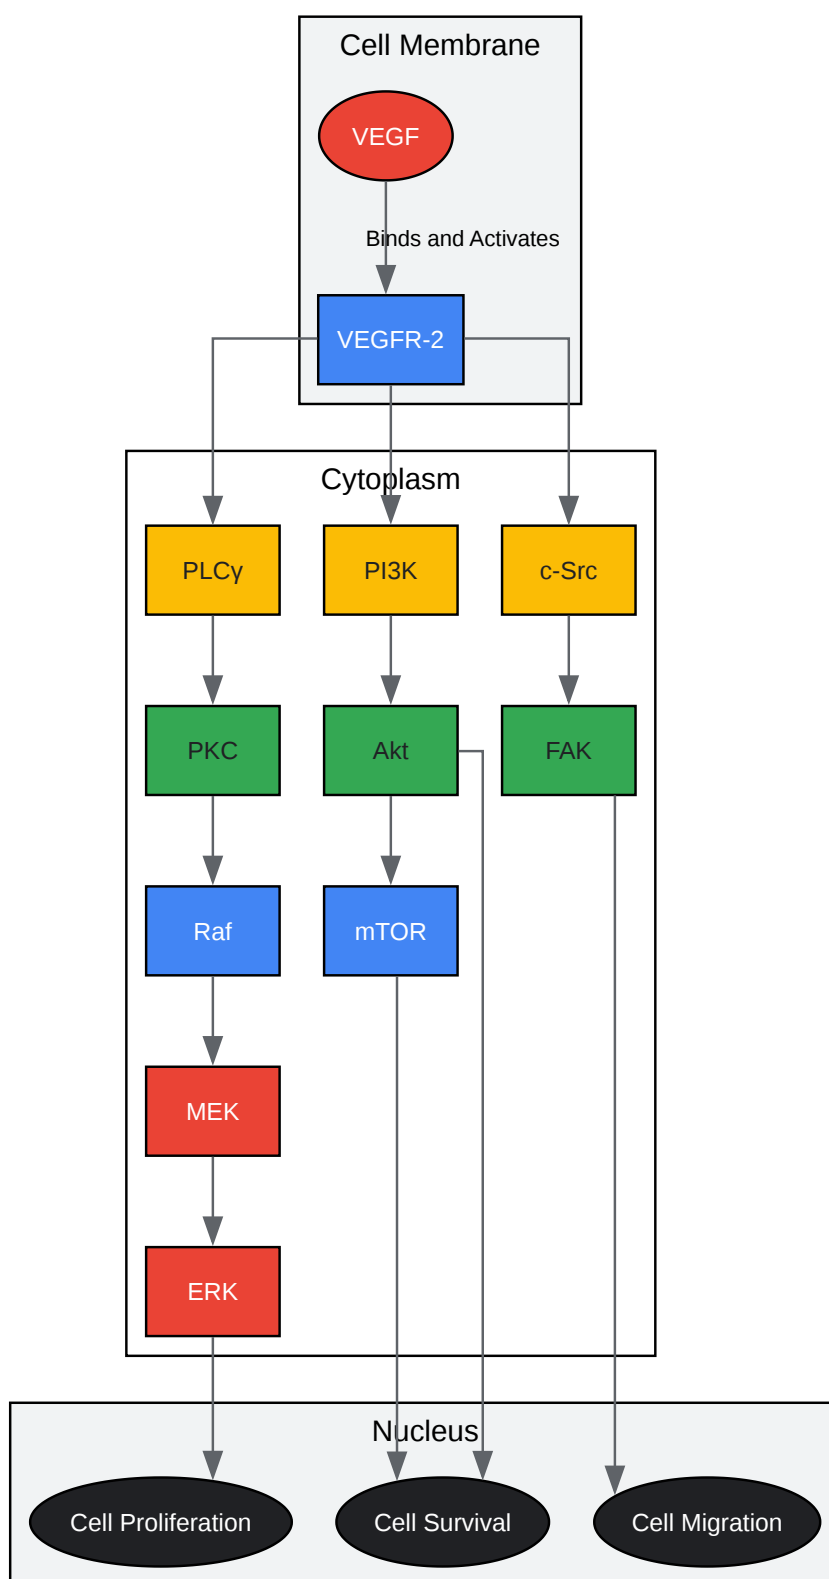 Cell Membrane
VEGF
Binds and Activates
VEGFR-2
Cytoplasm
PLCγ
PI3K
c-Src
PKC
Akt
FAK
Raf
mTOR
MEK
ERK
Nucleus
Cell Proliferation
Cell Survival
Cell Migration